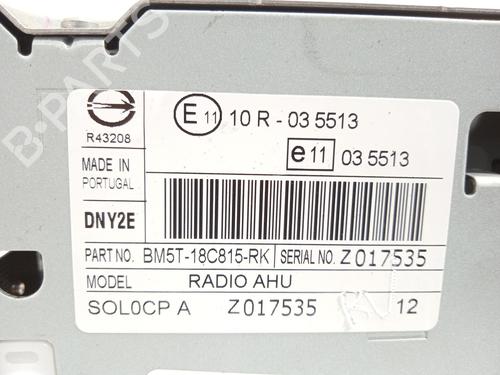 B-PARTS
R43208
E 11 10 R - 03 5513
e 11 03 5513
MADE IN
PORTUGAL
DNY2E
PART NO. BM5T-18C815-RK SERIAL NO. Z017535
MODEL RADIO AHU
SOL0CP A Z017535 12